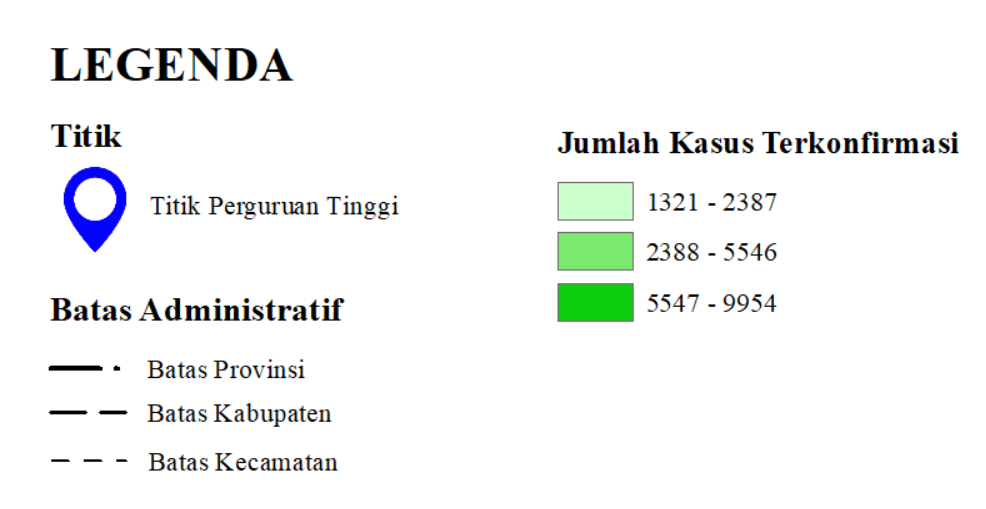 LEGENDA
Titik
Titik Perguruan Tinggi
Batas Administratif
Batas Provinsi
Batas Kabupaten
Batas Kecamatan
Jumlah Kasus Terkonfirmasi
1321 - 2387
2388 - 5546
5547 - 9954